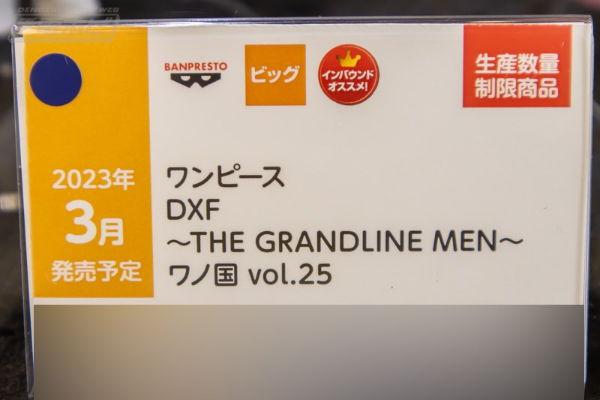 BANPRESTO
ビッグ
インバウンド
オススメ!
生産数量
制限商品
2023年
3月
発売予定
ワンピース
DXF
～THE GRANDLINE MEN～
ワノ国 vol.25